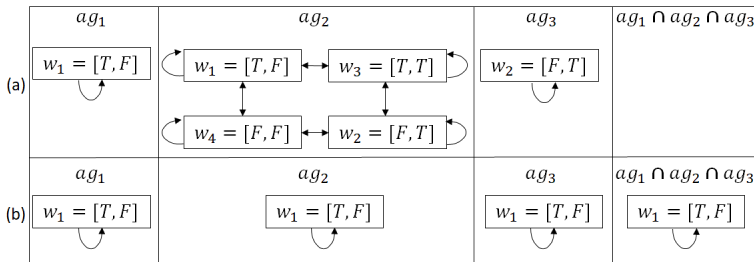 ag₁ ag₂ ag₃ ag₁ ∩ ag₂ ∩ ag₃
(a)
w₁ = [T, F] w₁ = [T, F] w₃ = [T, T] w₂ = [F, T]
w₄ = [F, F] w₂ = [F, T]
ag₁ ag₂ ag₃ ag₁ ∩ ag₂ ∩ ag₃
(b) w₁ = [T, F] w₁ = [T, F] w₁ = [T, F] w₁ = [T, F]